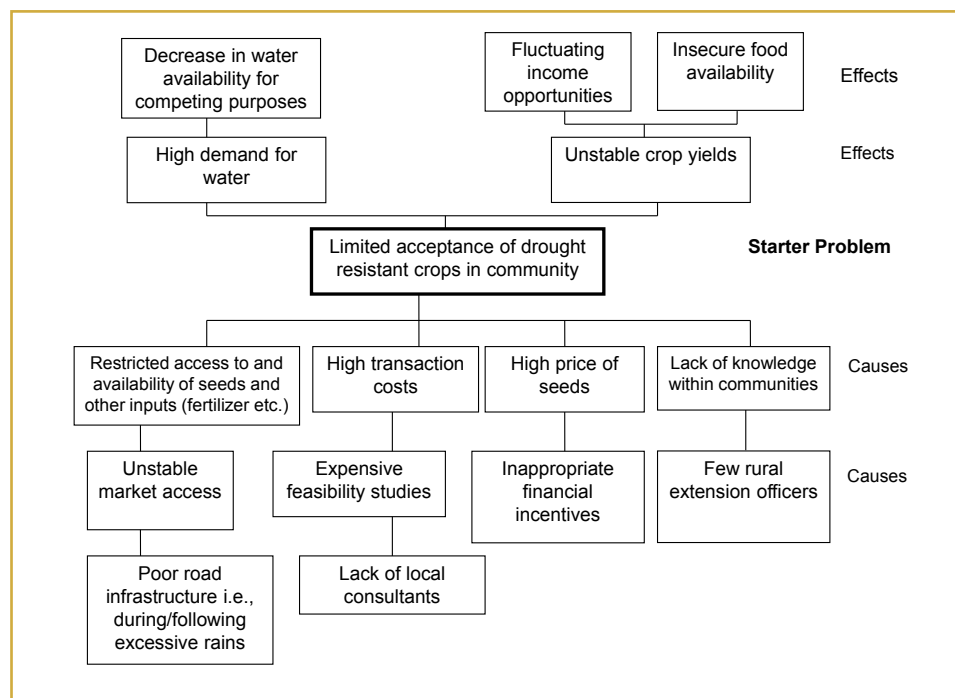 Decrease in water
availability for
competing purposes
Fluctuating
income
opportunities
Insecure food
availability
Effects
High demand for
water
Unstable crop yields
Effects
Limited acceptance of drought
resistant crops in community
Starter Problem
Restricted access to and
availability of seeds and
other inputs (fertilizer etc.)
High transaction
costs
High price of
seeds
Lack of knowledge
within communities
Causes
Unstable
market access
Expensive
feasibility studies
Inappropriate
financial
incentives
Few rural
extension officers
Causes
Poor road
infrastructure i.e.,
during/following
excessive rains
Lack of local
consultants